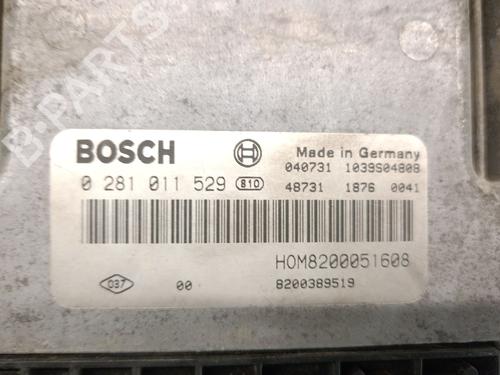 B-PARTS
BOSCH
Made in Germany
040731 1039S04808
0 281 011 529 810
48731 1876 0041
HOM8200051608
037 00 8200389519